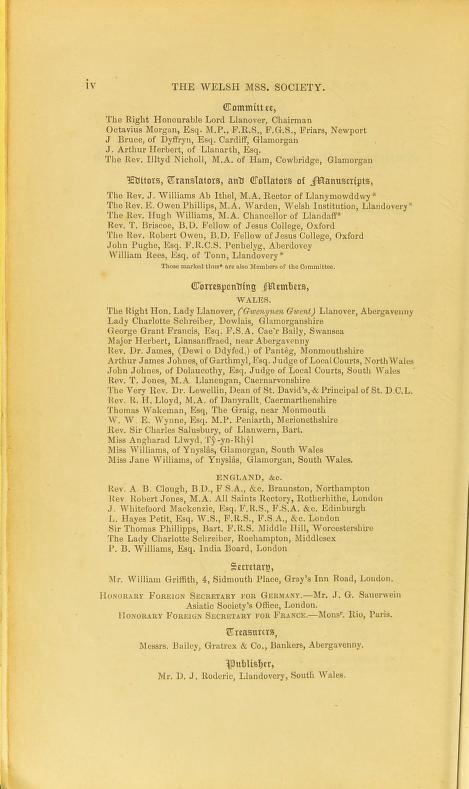 iv THE WELSH MSS. SOCIETY.
Committee,
The Right Honourable Lord Llanover, Chairman
Octavius Morgan, Esq. M.P., F.R.S., F.G.S., Friars, Newport
J Bruce, of Dyffryn, Esq. Cardiff, Glamorgan
J. Arthur Herbert, of Llanarth, Esq.
The Rev. Illtyd Nicholl, M.A. of Ham, Cowbridge, Glamorgan
Editors, Translators, and Collators of Manuscripts,
The Rev. J. Williams Ab Ithel, M.A. Rector of Llanymowddwy*
The Rev. E. Owen Phillips, M.A. Warden, Welsh Institution, Llandovery*
The Rev. Hugh Williams, M.A. Chancellor of Llandaff*
Rev. T. Briscoe, B.D. Fellow of Jesus College, Oxford
The Rev. Robert Owen, B.D. Fellow of Jesus College, Oxford
John Pughe, Esq. F.R.C.S. Penhelyg, Aberdovey
William Rees, Esq. of Tonn, Llandovery*
Those marked thus* are also Members of the Committee.
Corresponding Members,
WALES.
The Right Hon. Lady Llanover, (Gwenynen Gwent) Llanover, Abergavenny
Lady Charlotte Schreiber, Dowlais, Glamorganshire
George Grant Francis, Esq. F.S.A. Cae'r Baily, Swansea
Major Herbert, Llansanffraed, near Abergavenny
Rev. Dr. James, (Dewi o Ddyfed,) of Pantêg, Monmouthshire
Arthur James Johnes, of Garthmyl, Esq. Judge of Local Courts, North Wales
John Johnes, of Dolaucothy, Esq. Judge of Local Courts, South Wales
Rev. T. Jones, M.A. Llanengan, Caernarvonshire
The Very Rev. Dr. Lewellin, Dean of St. David's, & Principal of St. D.C.L.
Rev. R. H. Lloyd, M.A. of Danyrallt, Caermarthenshire
Thomas Wakeman, Esq, The Graig, near Monmouth
W. W E. Wynne, Esq. M.P. Peniarth, Merionethshire
Rev. Sir Charles Salusbury, of Llanwern, Bart.
Miss Angharad Llwyd, Tŷ-yn-Rhŷl
Miss Williams, of Ynyslâs, Glamorgan, South Wales
Miss Jane Williams, of Ynyslâs, Glamorgan, South Wales.
ENGLAND, &c.
Rev. A B. Clough, B.D., F S.A., &c. Braunston, Northampton
Rev Robert Jones, M.A. All Saints Rectory, Rotherhithe, London
J. Whitefoord Mackenzie, Esq. F.R.S., F.S.A. &c. Edinburgh
L. Hayes Petit, Esq. W.S., F.R.S., F.S.A., &c. London
Sir Thomas Phillipps, Bart. F.R.S. Middle Hill, Worcestershire
The Lady Charlotte Schreiber, Roehampton, Middlesex
P. B. Williams, Esq. India Board, London
Secretary,
Mr. William Griffith, 4, Sidmouth Place, Gray's Inn Road, London.
HONORARY FOREIGN SECRETARY FOR GERMANY.—Mr. J. G. Sauerwein
Asiatic Society's Office, London.
HONORARY FOREIGN SECRETARY FOR FRANCE.—Monsr. Rio, Paris.
Treasurers,
Messrs. Bailey, Gratrex & Co., Bankers, Abergavenny.
Publisher,
Mr. D. J. Roderic, Llandovery, South Wales.